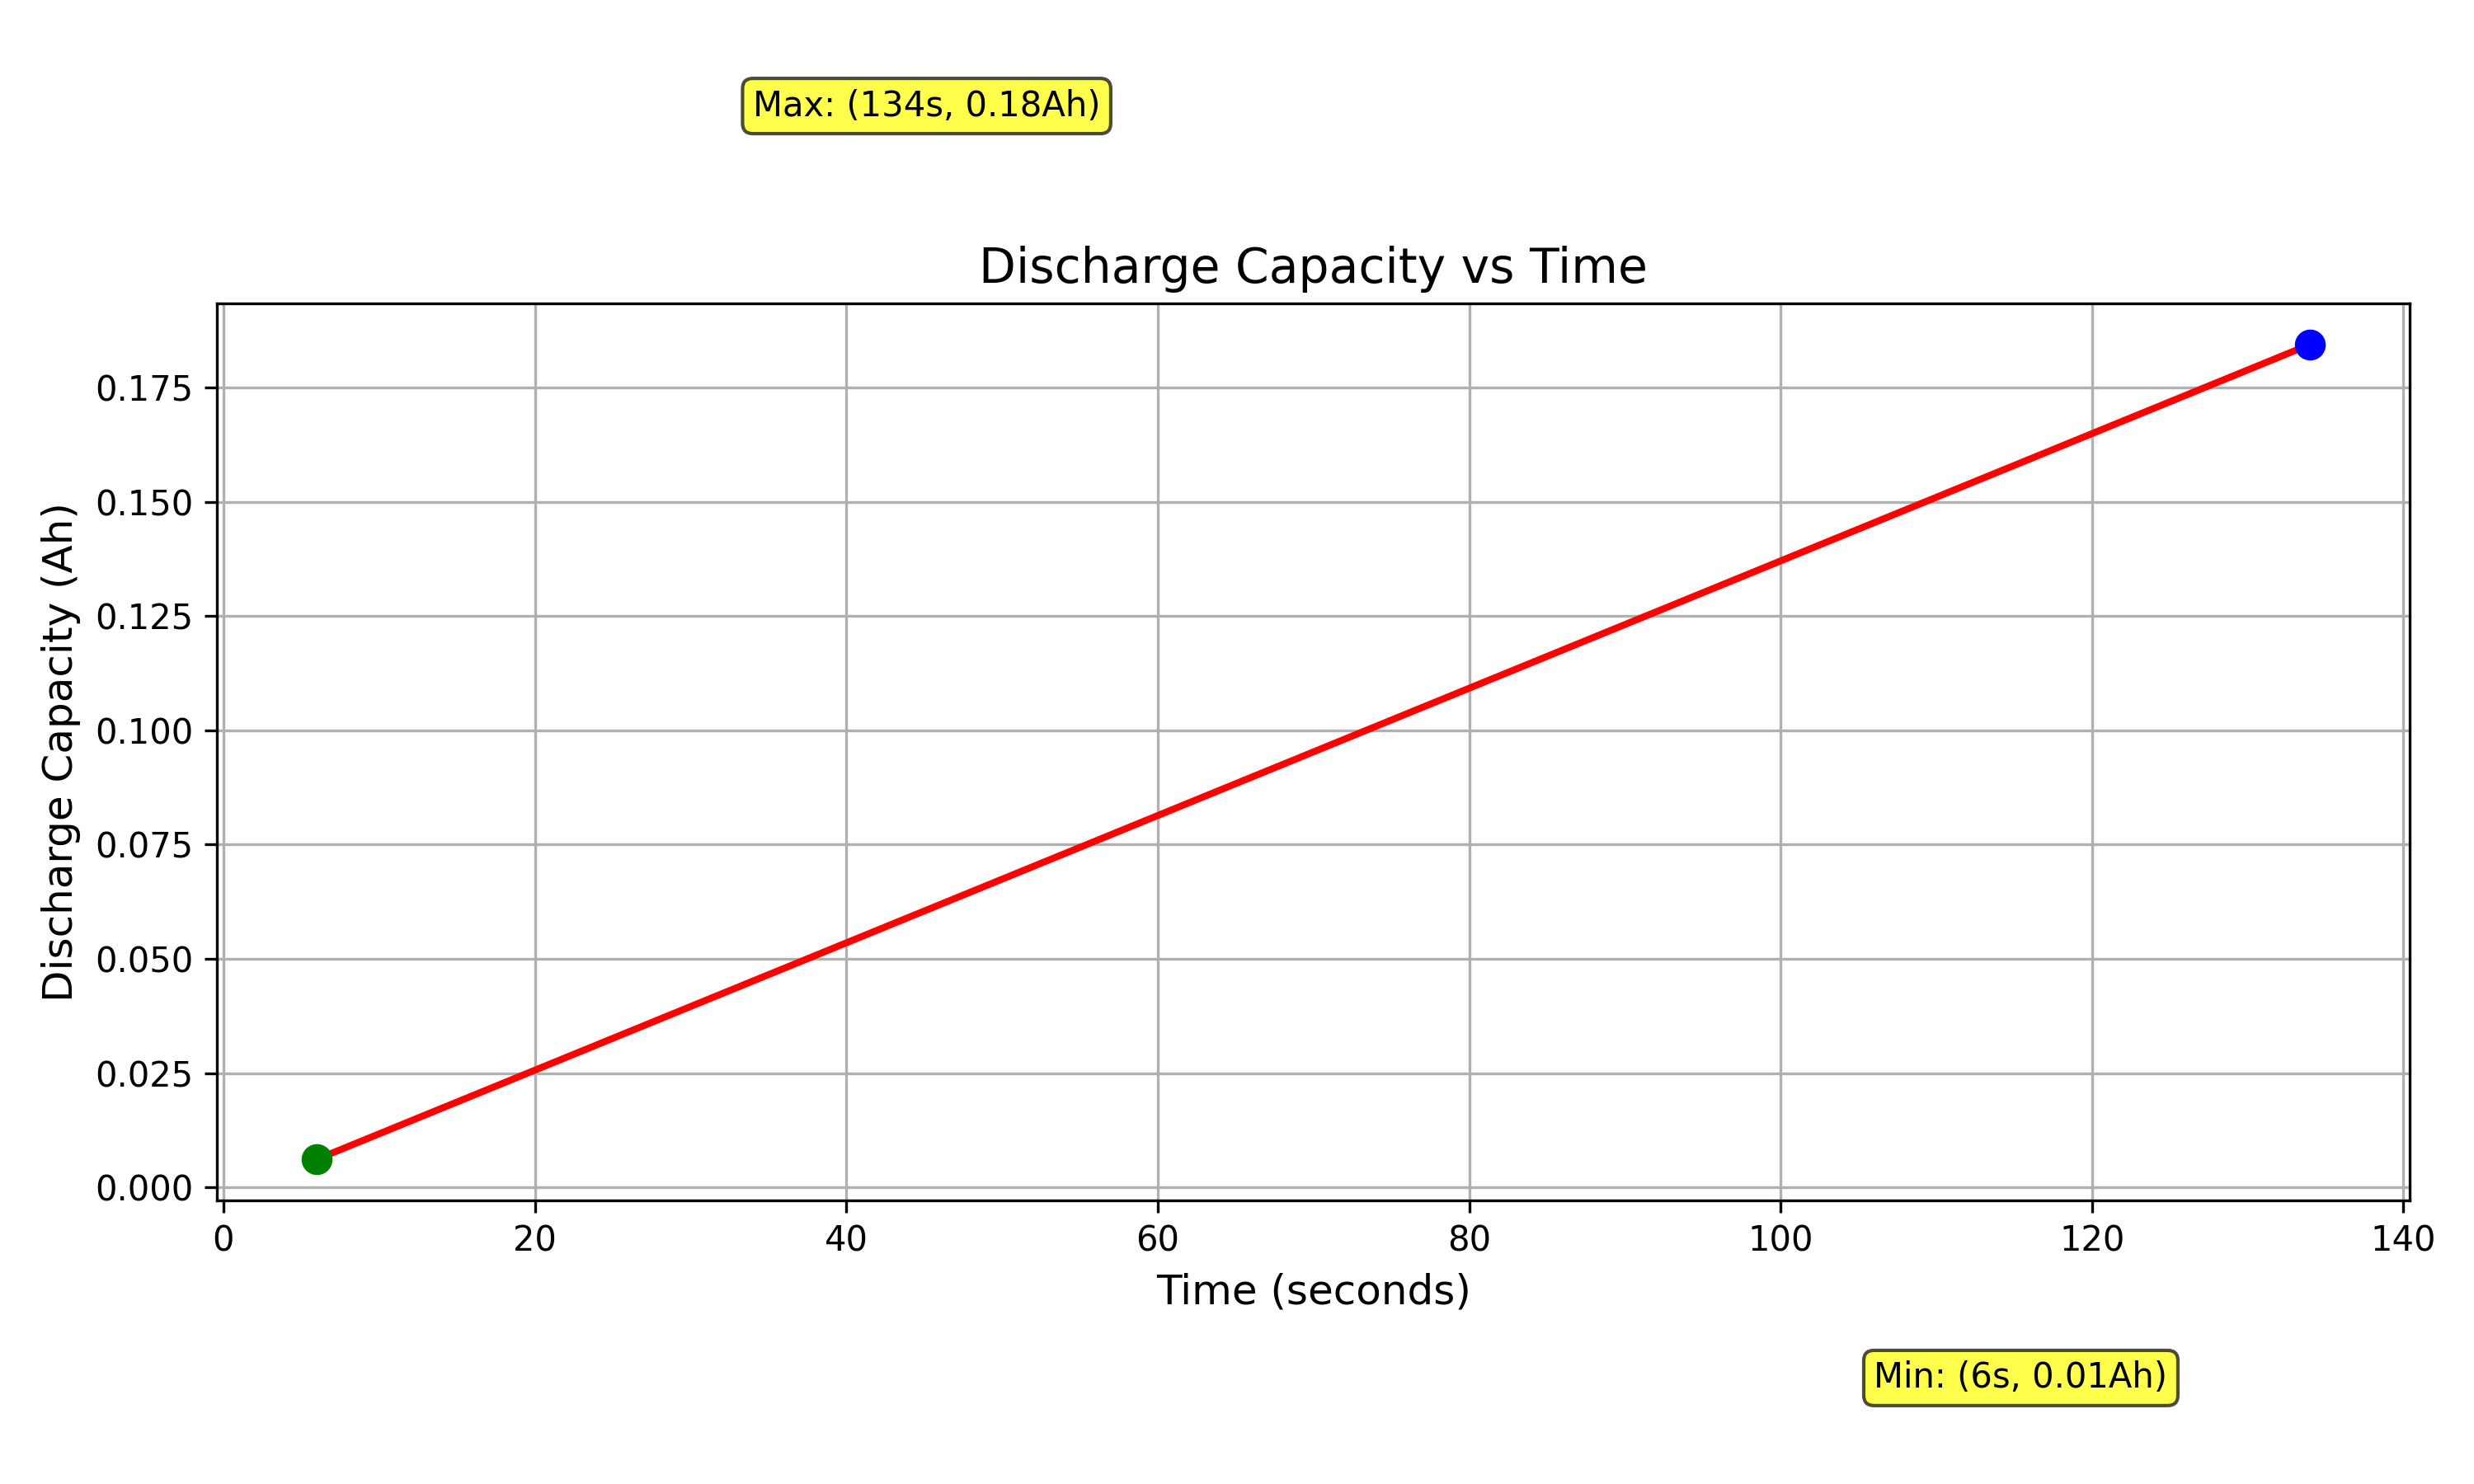 Max: (134s, 0.18Ah)
Discharge Capacity vs Time
Discharge Capacity (Ah)
0.175
0.150
0.125
0.100
0.075
0.050
0.025
0.000
0 20 40 60 80 100 120 140
Time (seconds)
Min: (6s, 0.01Ah)